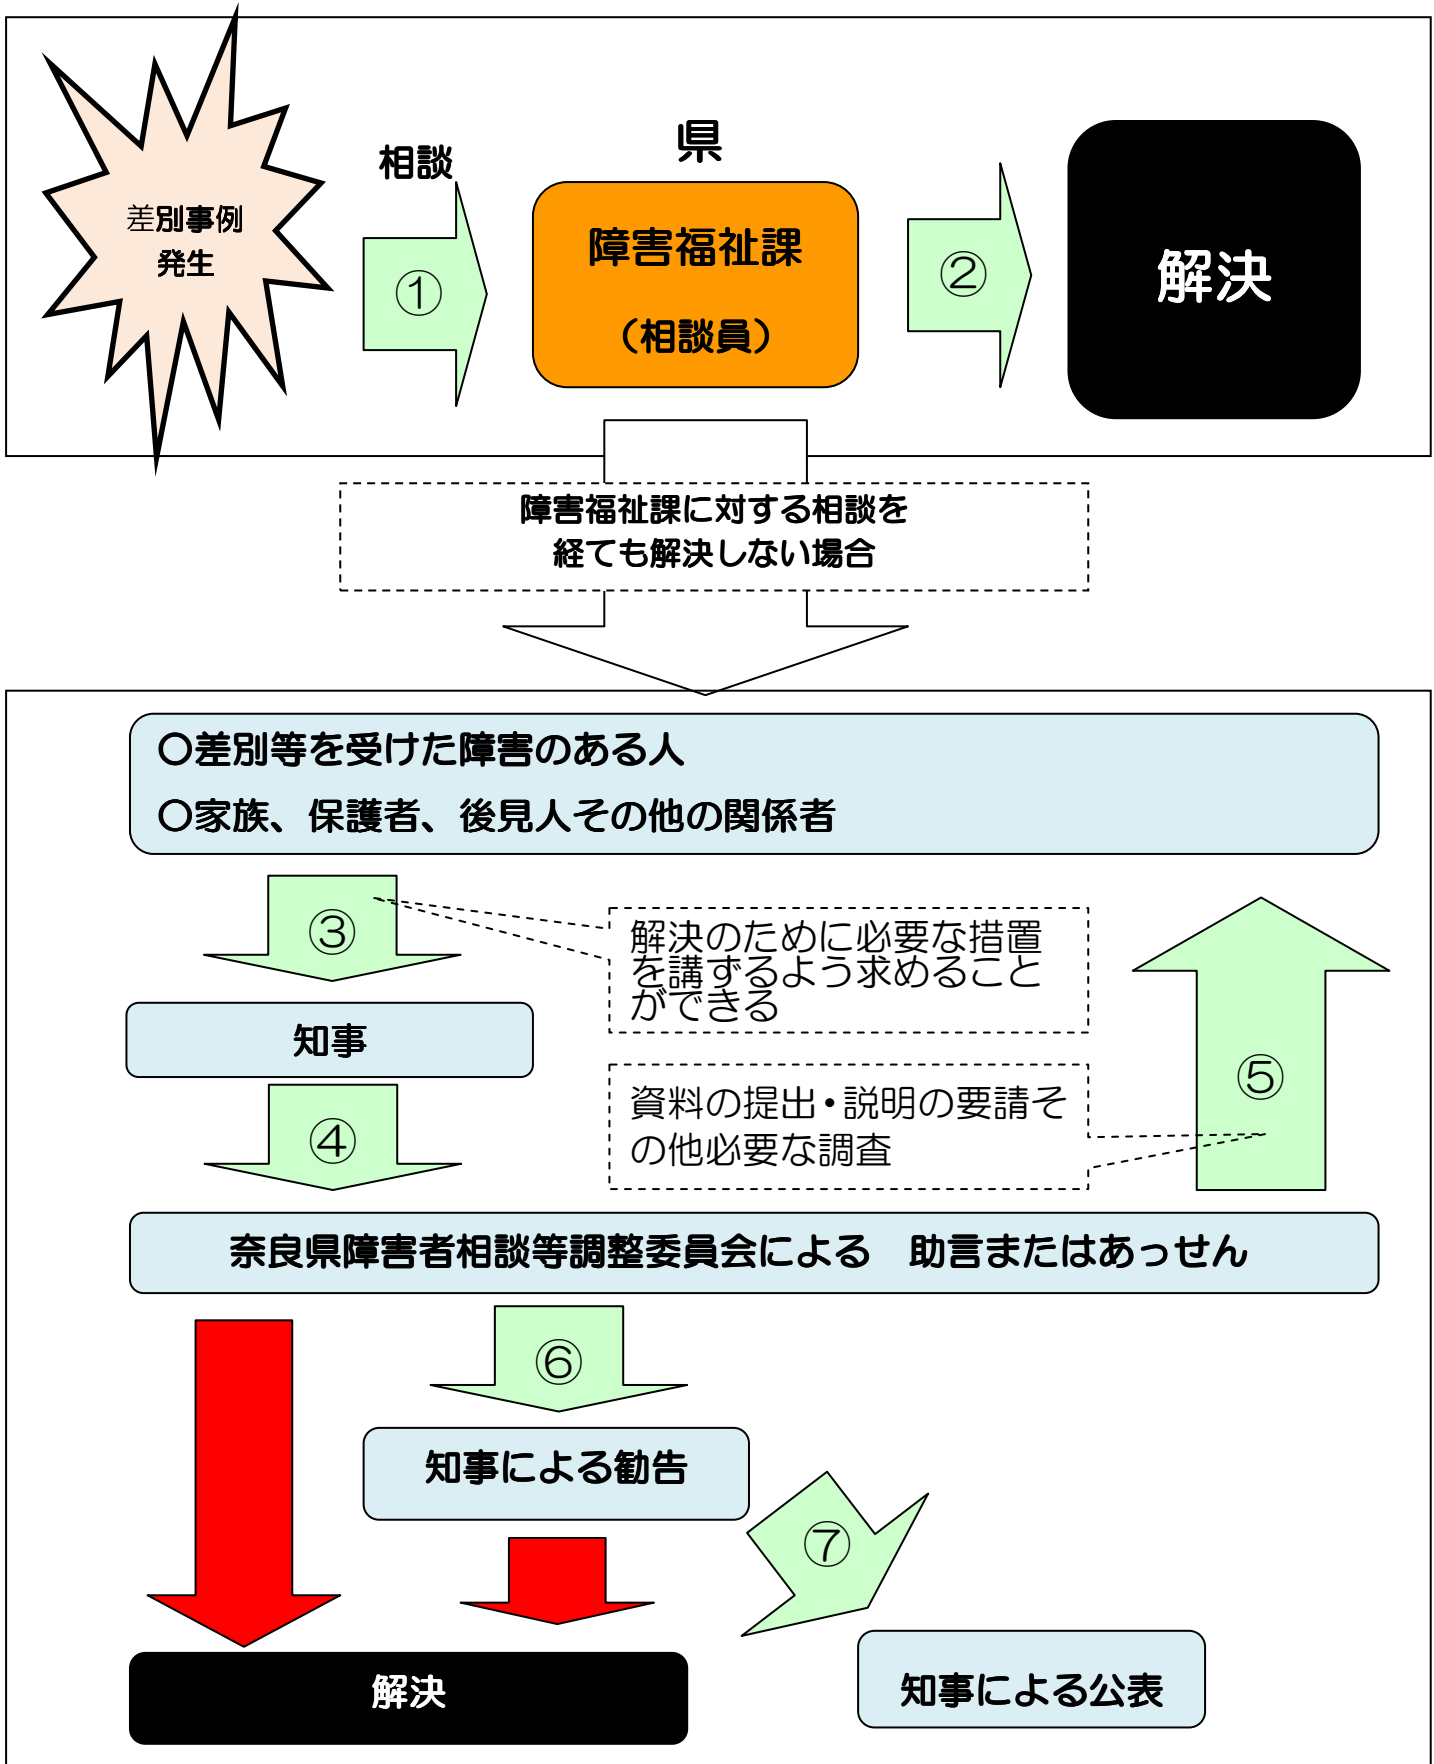 差別事例
発生
相談
①
県
障害福祉課
（相談員）
②
解決
障害福祉課に対する相談を
経ても解決しない場合
〇差別等を受けた障害のある人
〇家族、保護者、後見人その他の関係者
③
解決のために必要な措置
を講ずるよう求めること
ができる
知事
④
資料の提出・説明の要請そ
の他必要な調査
⑤
奈良県障害者相談等調整委員会による　助言またはあっせん
⑥
知事による勧告
⑦
解決
知事による公表